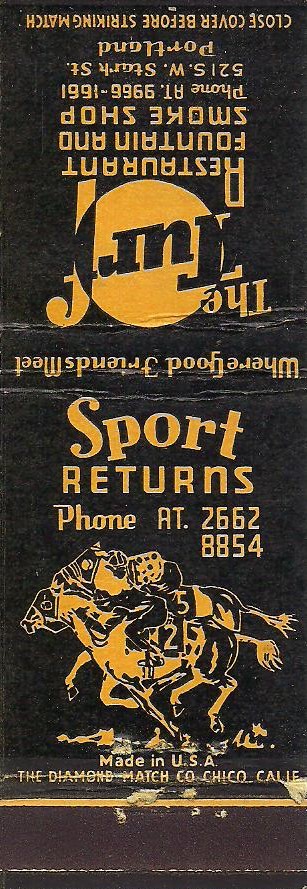 The Turf
RESTAURANT
FOUNTAIN AND
SMOKE SHOP
Phone AT. 9966-1661
521 S.W. Stark St.
Portland
CLOSE COVER BEFORE STRIKING MATCH
Where Good Friends Meet
Sport
RETURNS
Phone AT. 2662
8854
5
12
Made in U.S.A.
THE DIAMOND MATCH CO. CHICO, CALIF.